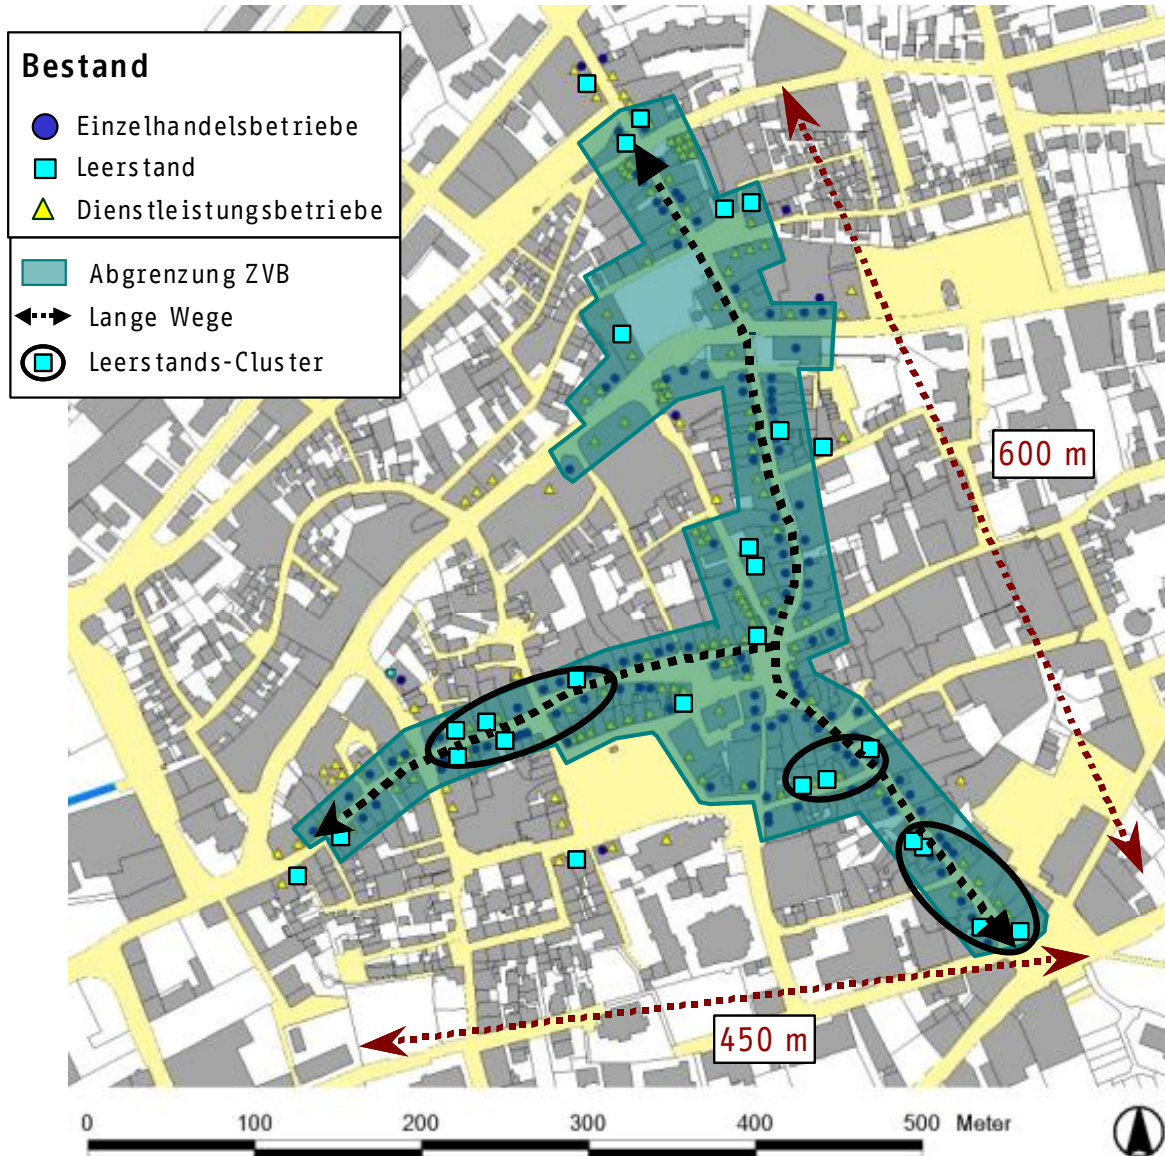 Bestand
Einzelhandelsbetriebe
Leerstand
Dienstleistungsbetriebe
Abgrenzung ZVB
Lange Wege
Leerstands-Cluster
600 m
450 m
0 100 200 300 400 500 Meter